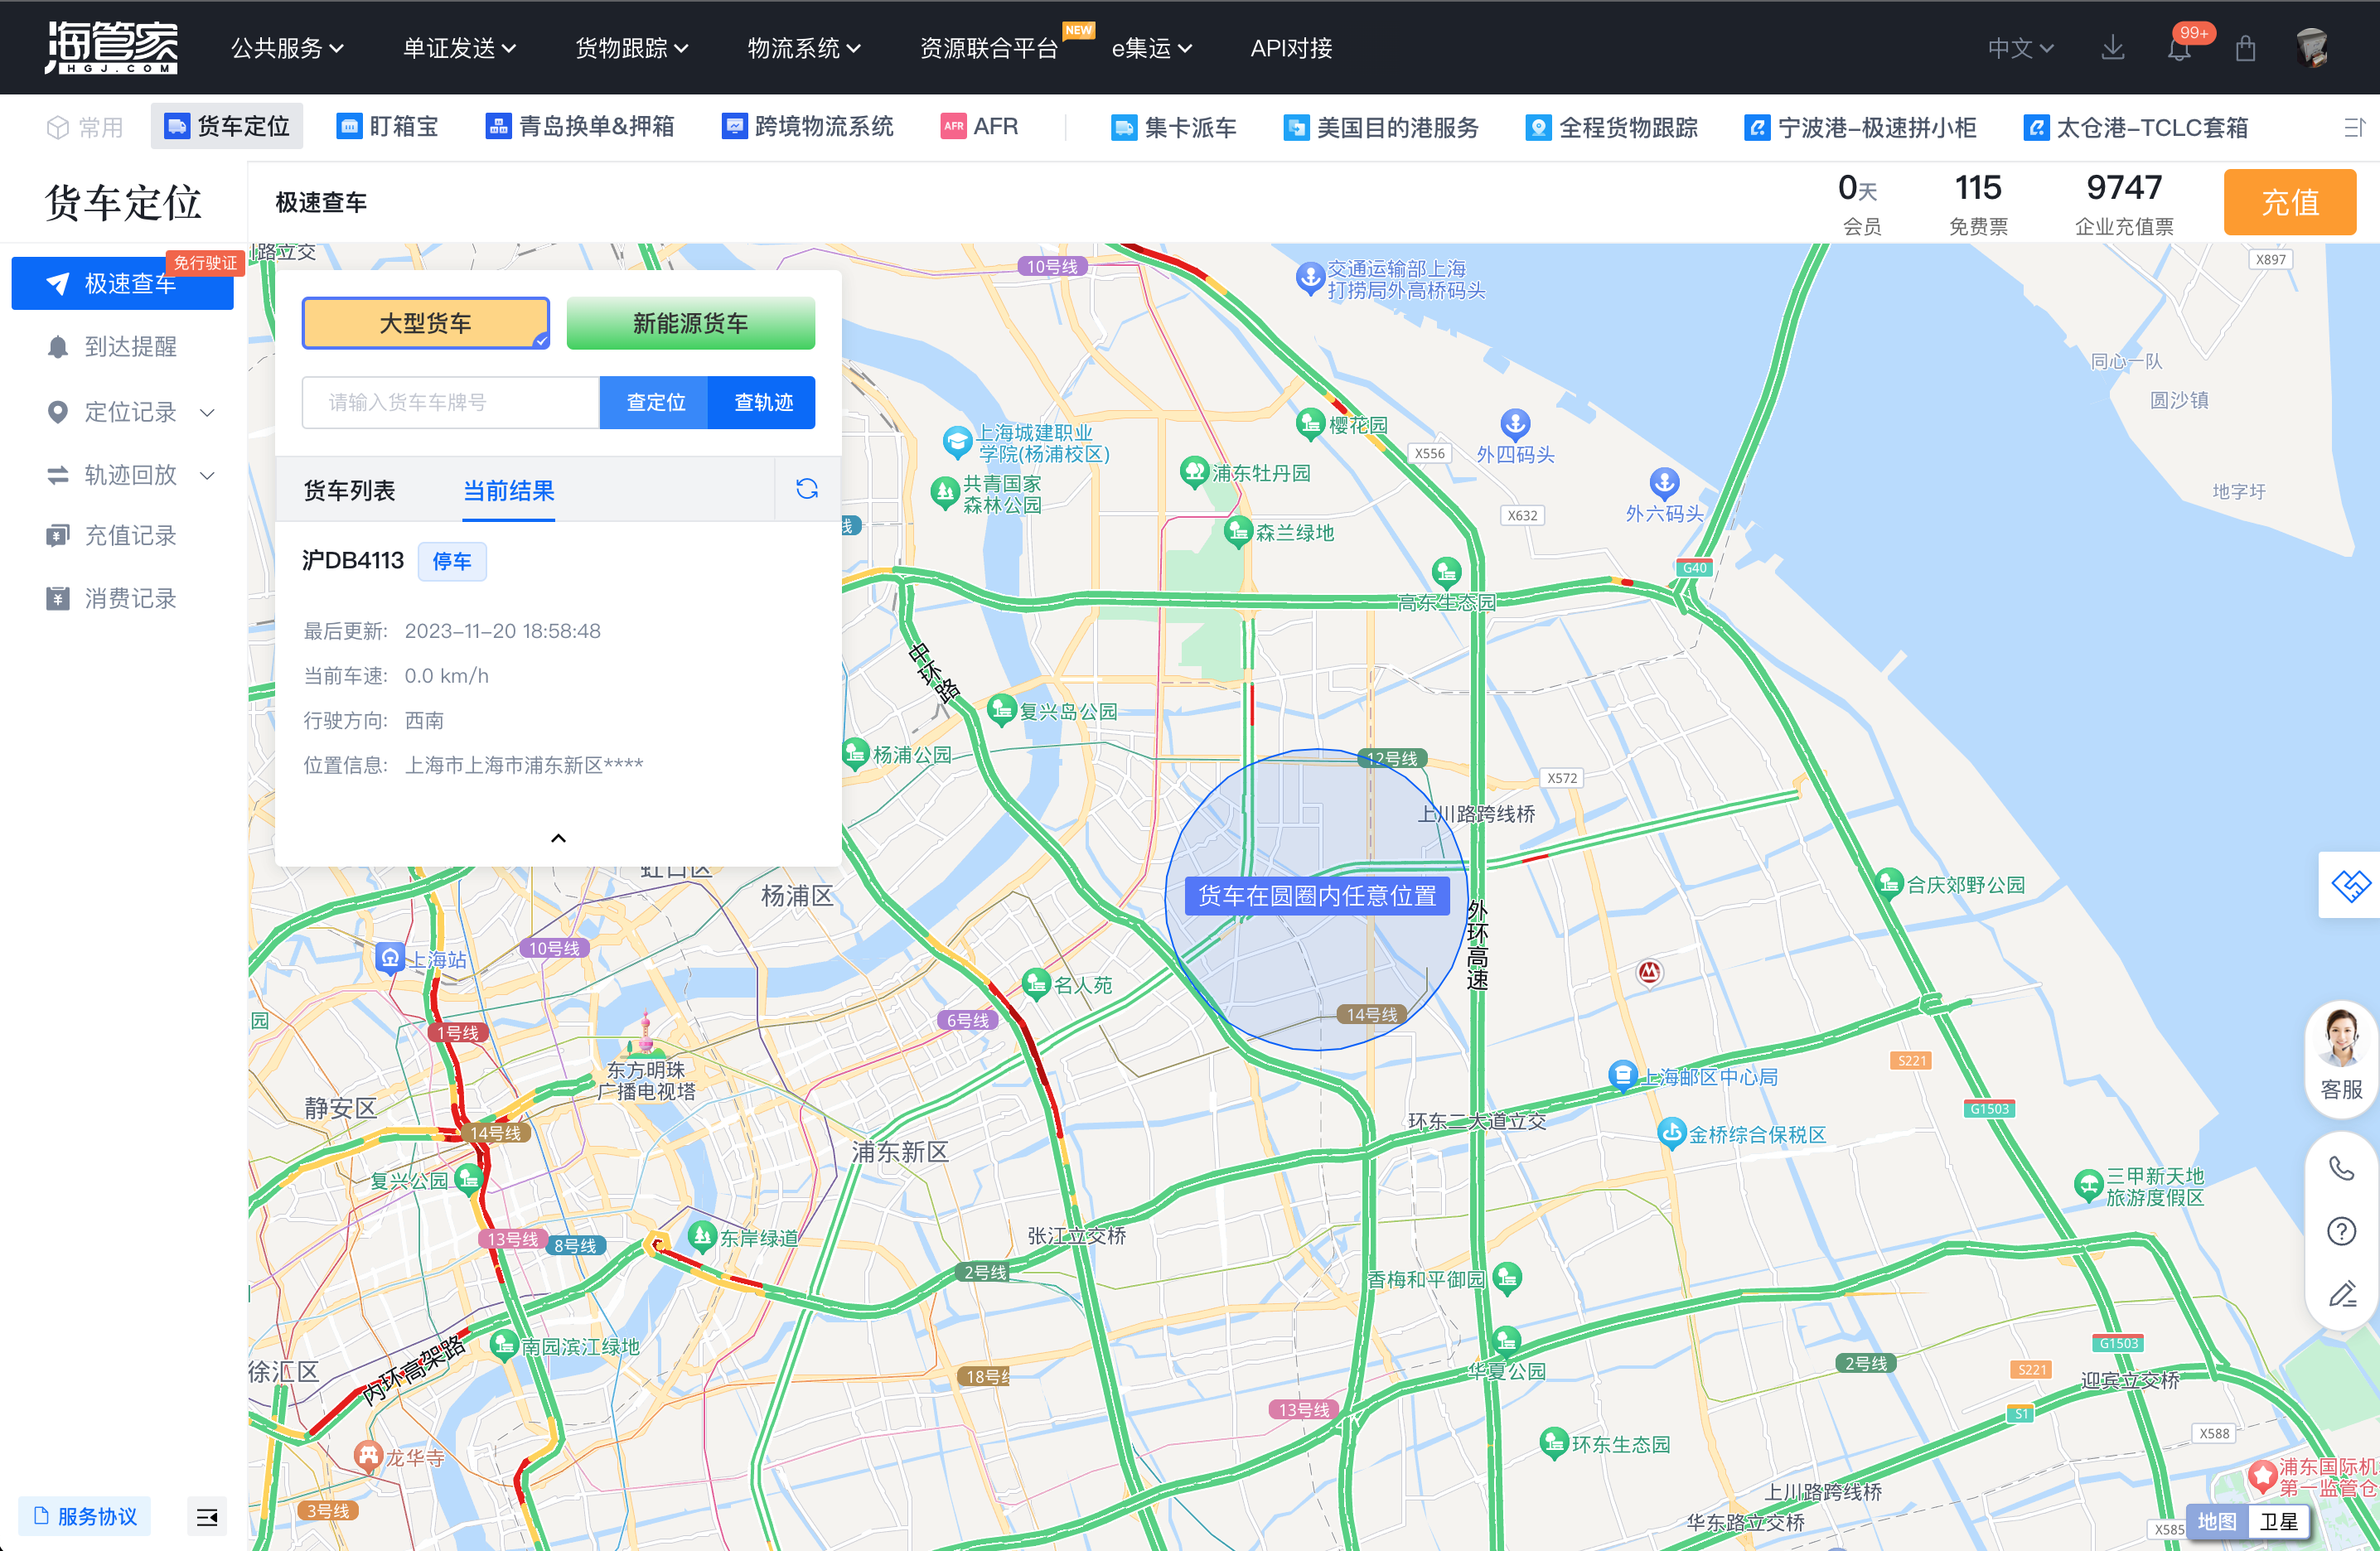 海管家
HGJ.COM
公共服务
单证发送
货物跟踪
物流系统
资源联合平台
NEW
e集运
API对接
中文
99+
常用
货车定位
盯箱宝
青岛换单&押箱
跨境物流系统
AFR
AFR
集卡派车
美国目的港服务
全程货物跟踪
宁波港-极速拼小柜
太仓港-TCLC套箱
货车定位
极速查车
0天
会员
115
免费票
9747
企业充值票
充值
极速查车
免行驶证
到达提醒
定位记录
轨迹回放
充值记录
消费记录
服务协议
大型货车
新能源货车
请输入货车车牌号
查定位
查轨迹
货车列表
当前结果
沪DB4113
停车
最后更新: 2023-11-20 18:58:48
当前车速: 0.0 km/h
行驶方向: 西南
位置信息: 上海市上海市浦东新区****
路立交
10号线
交通运输部上海
打捞局外高桥码头
X897
同心一队
圆沙镇
地字圩
樱花园
X556
外四码头
上海城建职业
学院(杨浦校区)
浦东牡丹园
共青国家
森林公园
外六码头
X632
线
森兰绿地
G40
高东生态园
中环路
复兴岛公园
杨浦公园
12号线
X572
上川路跨线桥
虹口区
杨浦区
货车在圆圈内任意位置
合庆郊野公园
外环高速
10号线
上海站
名人苑
园
6号线
14号线
1号线
东方明珠
广播电视塔
上海邮区中心局
S221
静安区
G1503
14号线
环东二大道立交
金桥综合保税区
浦东新区
复兴公园
三甲新天地
旅游度假区
13号线
8号线
东岸绿道
张江立交桥
2号线
香梅和平御园
南园滨江绿地
内环高架路
徐汇区
18号线
华夏公园
2号线
G1503
S221
迎宾立交桥
13号线
S1
X588
环东生态园
龙华寺
浦东国际机
第一监管仓
3号线
上川路跨线桥
华东路立交桥
X585
地图
卫星
客服